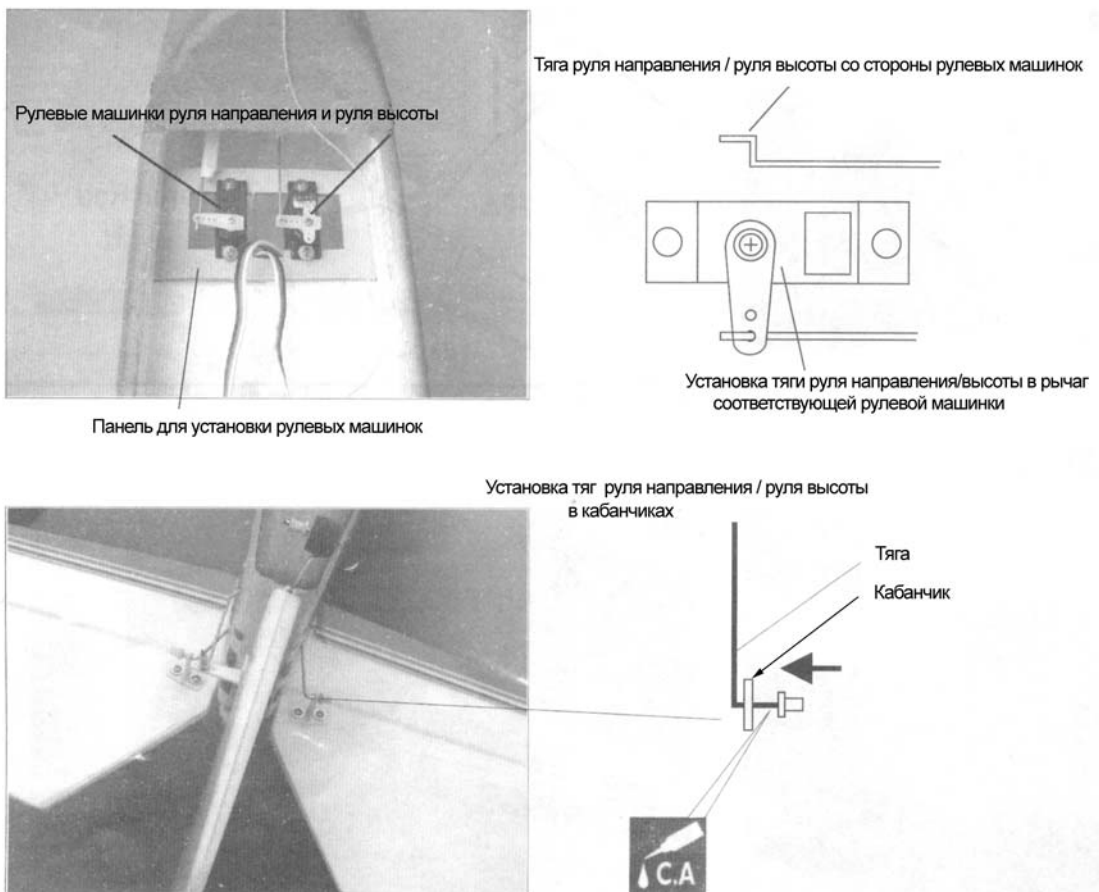 Тяга руля направления / руля высоты со стороны рулевых машинок
Рулевые машинки руля направления и руля высоты
Установка тяги руля направления/высоты в рычаг
соответствующей рулевой машинки
Панель для установки рулевых машинок
Установка тяг руля направления / руля высоты
в кабанчиках
Тяга
Кабанчик
C.A